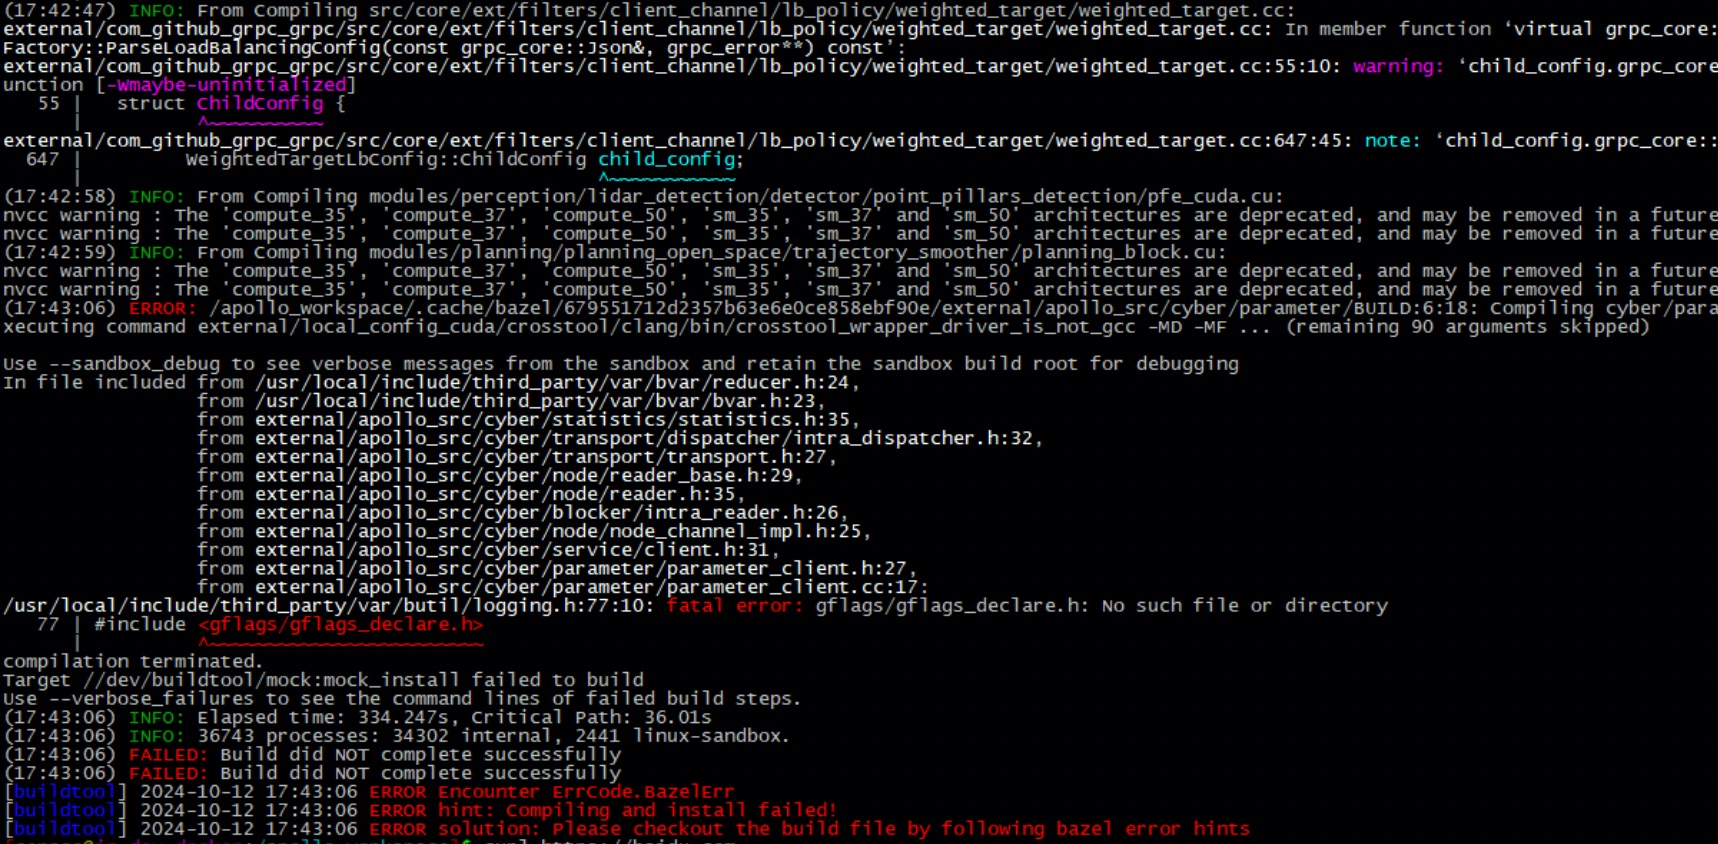 (17:42:47) INFO: From Compiling src/core/ext/filters/client_channel/lb_policy/weighted_target/weighted_target.cc:
external/com_github_grpc_grpc/src/core/ext/filters/client_channel/lb_policy/weighted_target/weighted_target.cc: In member function ‘virtual grpc_core:
Factory::ParseLoadBalancingConfig(const grpc_core::Json&, grpc_error**) const’:
external/com_github_grpc_grpc/src/core/ext/filters/client_channel/lb_policy/weighted_target/weighted_target.cc:55:10: warning: ‘child_config.grpc_core
unction [-Wmaybe-uninitialized]
55 | struct ChildConfig {
| ^~~~~~~~~~~
external/com_github_grpc_grpc/src/core/ext/filters/client_channel/lb_policy/weighted_target/weighted_target.cc:647:45: note: ‘child_config.grpc_core::
647 | WeightedTargetLbConfig::ChildConfig child_config;
| ^~~~~~~~~~~~
(17:42:58) INFO: From Compiling modules/perception/lidar_detection/detector/point_pillars_detection/pfe_cuda.cu:
nvcc warning : The 'compute_35', 'compute_37', 'compute_50', 'sm_35', 'sm_37' and 'sm_50' architectures are deprecated, and may be removed in a future
nvcc warning : The 'compute_35', 'compute_37', 'compute_50', 'sm_35', 'sm_37' and 'sm_50' architectures are deprecated, and may be removed in a future
(17:42:59) INFO: From Compiling modules/planning/planning_open_space/trajectory_smoother/planning_block.cu:
nvcc warning : The 'compute_35', 'compute_37', 'compute_50', 'sm_35', 'sm_37' and 'sm_50' architectures are deprecated, and may be removed in a future
nvcc warning : The 'compute_35', 'compute_37', 'compute_50', 'sm_35', 'sm_37' and 'sm_50' architectures are deprecated, and may be removed in a future
(17:43:06) ERROR: /apollo_workspace/.cache/bazel/679551712d2357b63e6e0ce858ebf90e/external/apollo_src/cyber/parameter/BUILD:6:18: Compiling cyber/para
xecuting command external/local_config_cuda/crosstool/clang/bin/crosstool_wrapper_driver_is_not_gcc -MD -MF ... (remaining 90 arguments skipped)
Use --sandbox_debug to see verbose messages from the sandbox and retain the sandbox build root for debugging
In file included from /usr/local/include/third_party/var/bvar/reducer.h:24,
from /usr/local/include/third_party/var/bvar/bvar.h:23,
from external/apollo_src/cyber/statistics/statistics.h:35,
from external/apollo_src/cyber/transport/dispatcher/intra_dispatcher.h:32,
from external/apollo_src/cyber/transport/transport.h:27,
from external/apollo_src/cyber/node/reader_base.h:29,
from external/apollo_src/cyber/node/reader.h:35,
from external/apollo_src/cyber/blocker/intra_reader.h:26,
from external/apollo_src/cyber/node/node_channel_impl.h:25,
from external/apollo_src/cyber/service/client.h:31,
from external/apollo_src/cyber/parameter/parameter_client.h:27,
from external/apollo_src/cyber/parameter/parameter_client.cc:17:
/usr/local/include/third_party/var/butil/logging.h:77:10: fatal error: gflags/gflags_declare.h: No such file or directory
77 | #include <gflags/gflags_declare.h>
| ^~~~~~~~~~~~~~~~~~~~~~~~~
compilation terminated.
Target //dev/buildtool/mock:mock_install failed to build
Use --verbose_failures to see the command lines of failed build steps.
(17:43:06) INFO: Elapsed time: 334.247s, Critical Path: 36.01s
(17:43:06) INFO: 36743 processes: 34302 internal, 2441 linux-sandbox.
(17:43:06) FAILED: Build did NOT complete successfully
(17:43:06) FAILED: Build did NOT complete successfully
[buildtool] 2024-10-12 17:43:06 ERROR Encounter ErrCode.BazelErr
[buildtool] 2024-10-12 17:43:06 ERROR hint: Compiling and install failed!
[buildtool] 2024-10-12 17:43:06 ERROR solution: Please checkout the build file by following bazel error hints